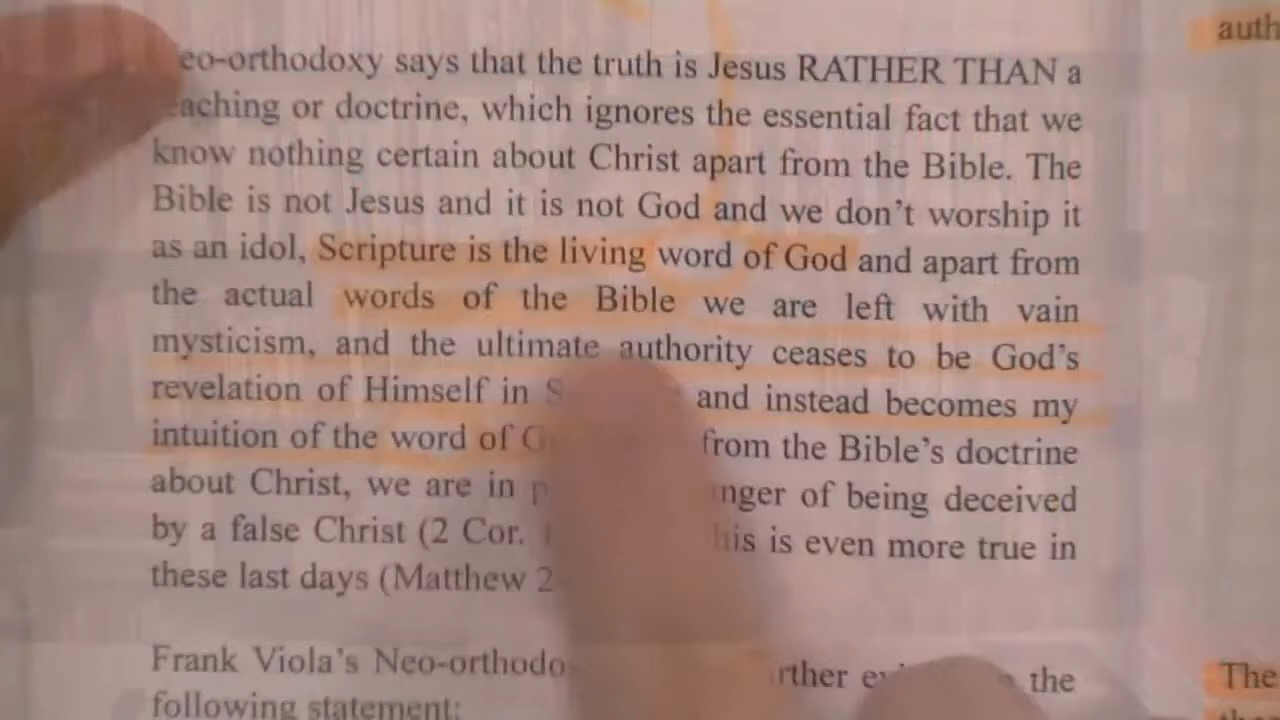 eo-orthodoxy says that the truth is Jesus RATHER THAN a
eaching or doctrine, which ignores the essential fact that we
know nothing certain about Christ apart from the Bible. The
Bible is not Jesus and it is not God and we don't worship it
as an idol, Scripture is the living word of God and apart from
the actual words of the Bible we are left with vain
mysticism, and the ultimate authority ceases to be God's
revelation of Himself in and instead becomes my
intuition of the word of from the Bible's doctrine
about Christ, we are in nger of being deceived
by a false Christ (2 Cor. his is even more true in
these last days (Matthew 2
Frank Viola's Neo-orthodo rther the
following statement:
auth
The